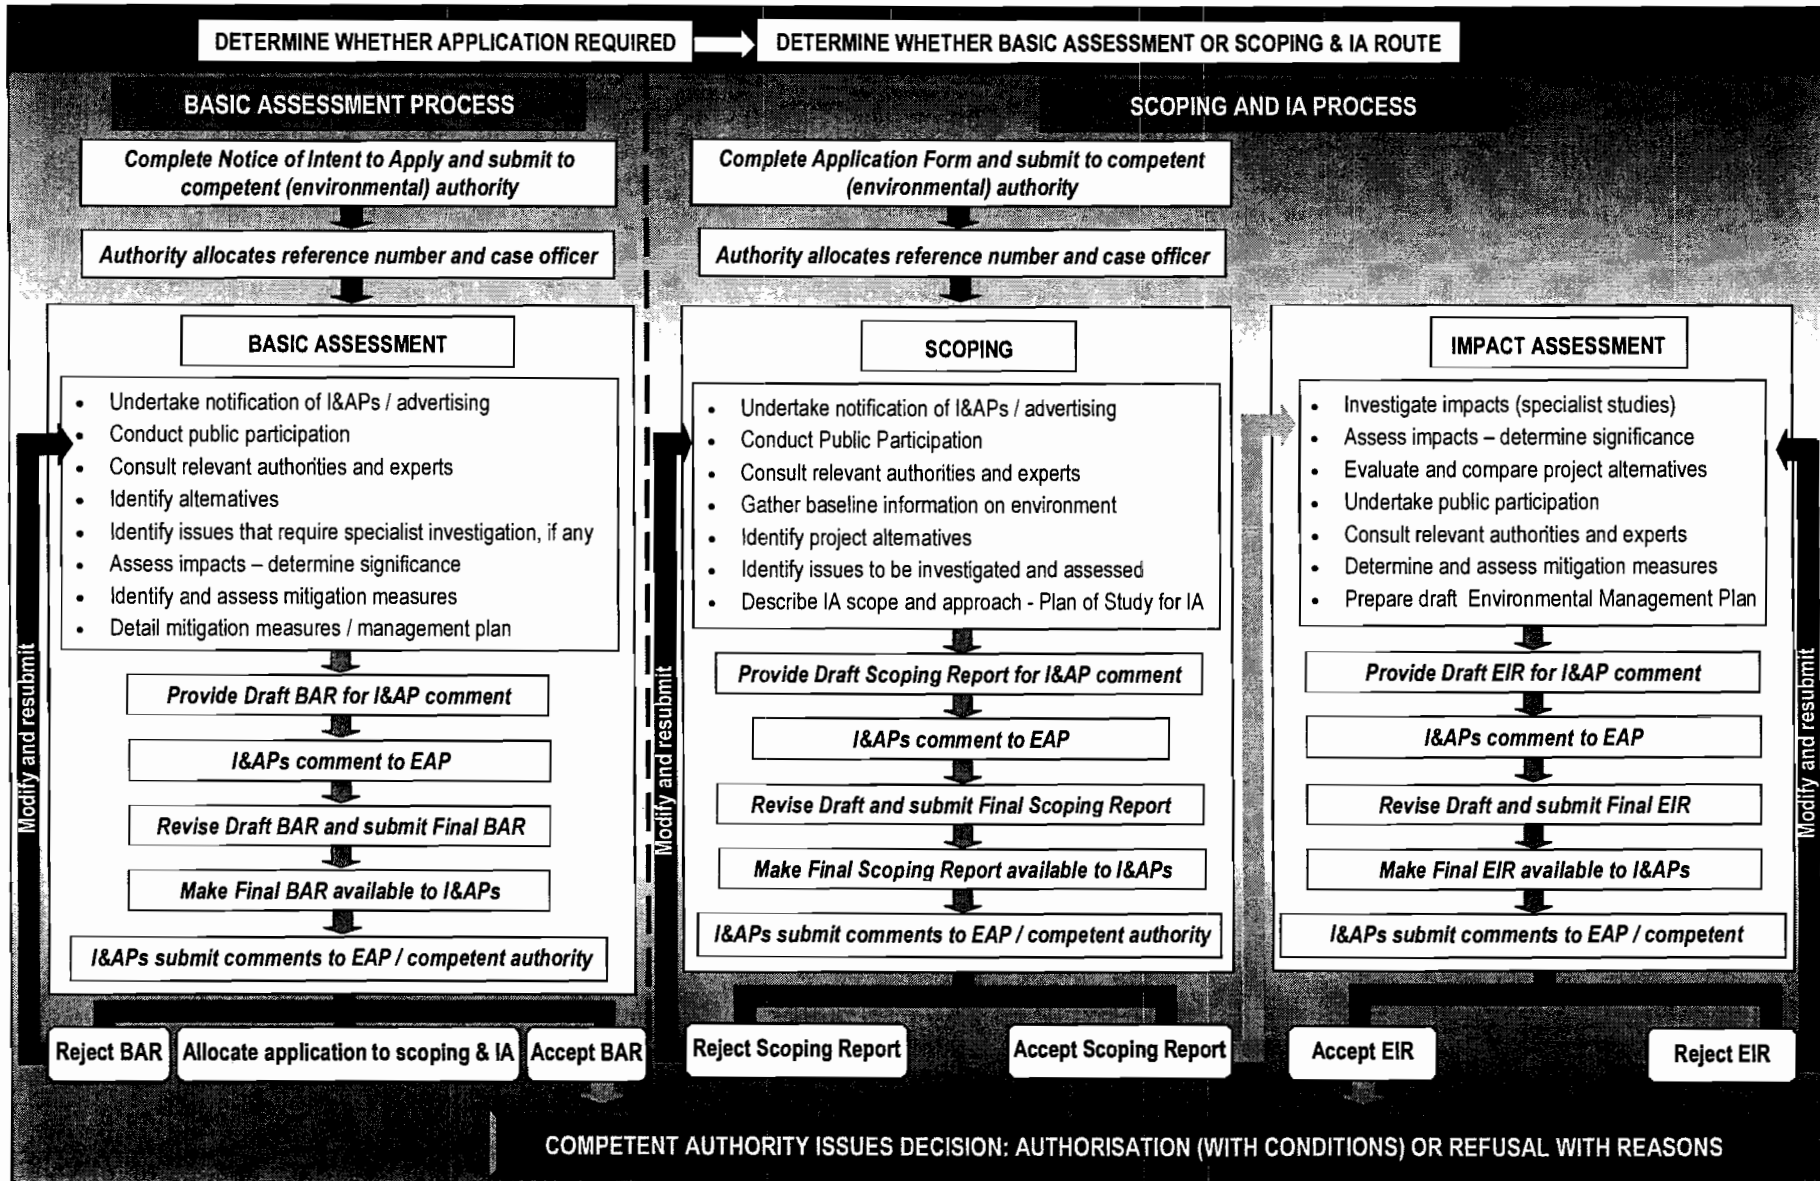 DETERMINE WHETHER APPLICATION REQUIRED
DETERMINE WHETHER BASIC ASSESSMENT OR SCOPING & IA ROUTE
BASIC ASSESSMENT PROCESS
Complete Notice of Intent to Apply and submit to
competent (environmental) authority
Authority allocates reference number and case officer
BASIC ASSESSMENT
• Undertake notification of I&APs / advertising
• Conduct public participation
• Consult relevant authorities and experts
• Identify alternatives
• Identify issues that require specialist investigation, if any
• Assess impacts – determine significance
• Identify and assess mitigation measures
• Detail mitigation measures / management plan
Provide Draft BAR for I&AP comment
I&APs comment to EAP
Revise Draft BAR and submit Final BAR
Make Final BAR available to I&APs
I&APs submit comments to EAP / competent authority
Reject BAR
Allocate application to scoping & IA
Accept BAR
Modify and resubmit
SCOPING AND IA PROCESS
Complete Application Form and submit to competent
(environmental) authority
Authority allocates reference number and case officer
SCOPING
• Undertake notification of I&APs / advertising
• Conduct Public Participation
• Consult relevant authorities and experts
• Gather baseline information on environment
• Identify project alternatives
• Identify issues to be investigated and assessed
• Describe IA scope and approach - Plan of Study for IA
Provide Draft Scoping Report for I&AP comment
I&APs comment to EAP
Revise Draft and submit Final Scoping Report
Make Final Scoping Report available to I&APs
I&APs submit comments to EAP / competent authority
Reject Scoping Report
Accept Scoping Report
Modify and resubmit
IMPACT ASSESSMENT
• Investigate impacts (specialist studies)
• Assess impacts – determine significance
• Evaluate and compare project alternatives
• Undertake public participation
• Consult relevant authorities and experts
• Determine and assess mitigation measures
• Prepare draft Environmental Management Plan
Provide Draft EIR for I&AP comment
I&APs comment to EAP
Revise Draft and submit Final EIR
Make Final EIR available to I&APs
I&APs submit comments to EAP / competent
Accept EIR
Reject EIR
Modify and resubmit
COMPETENT AUTHORITY ISSUES DECISION: AUTHORISATION (WITH CONDITIONS) OR REFUSAL WITH REASONS